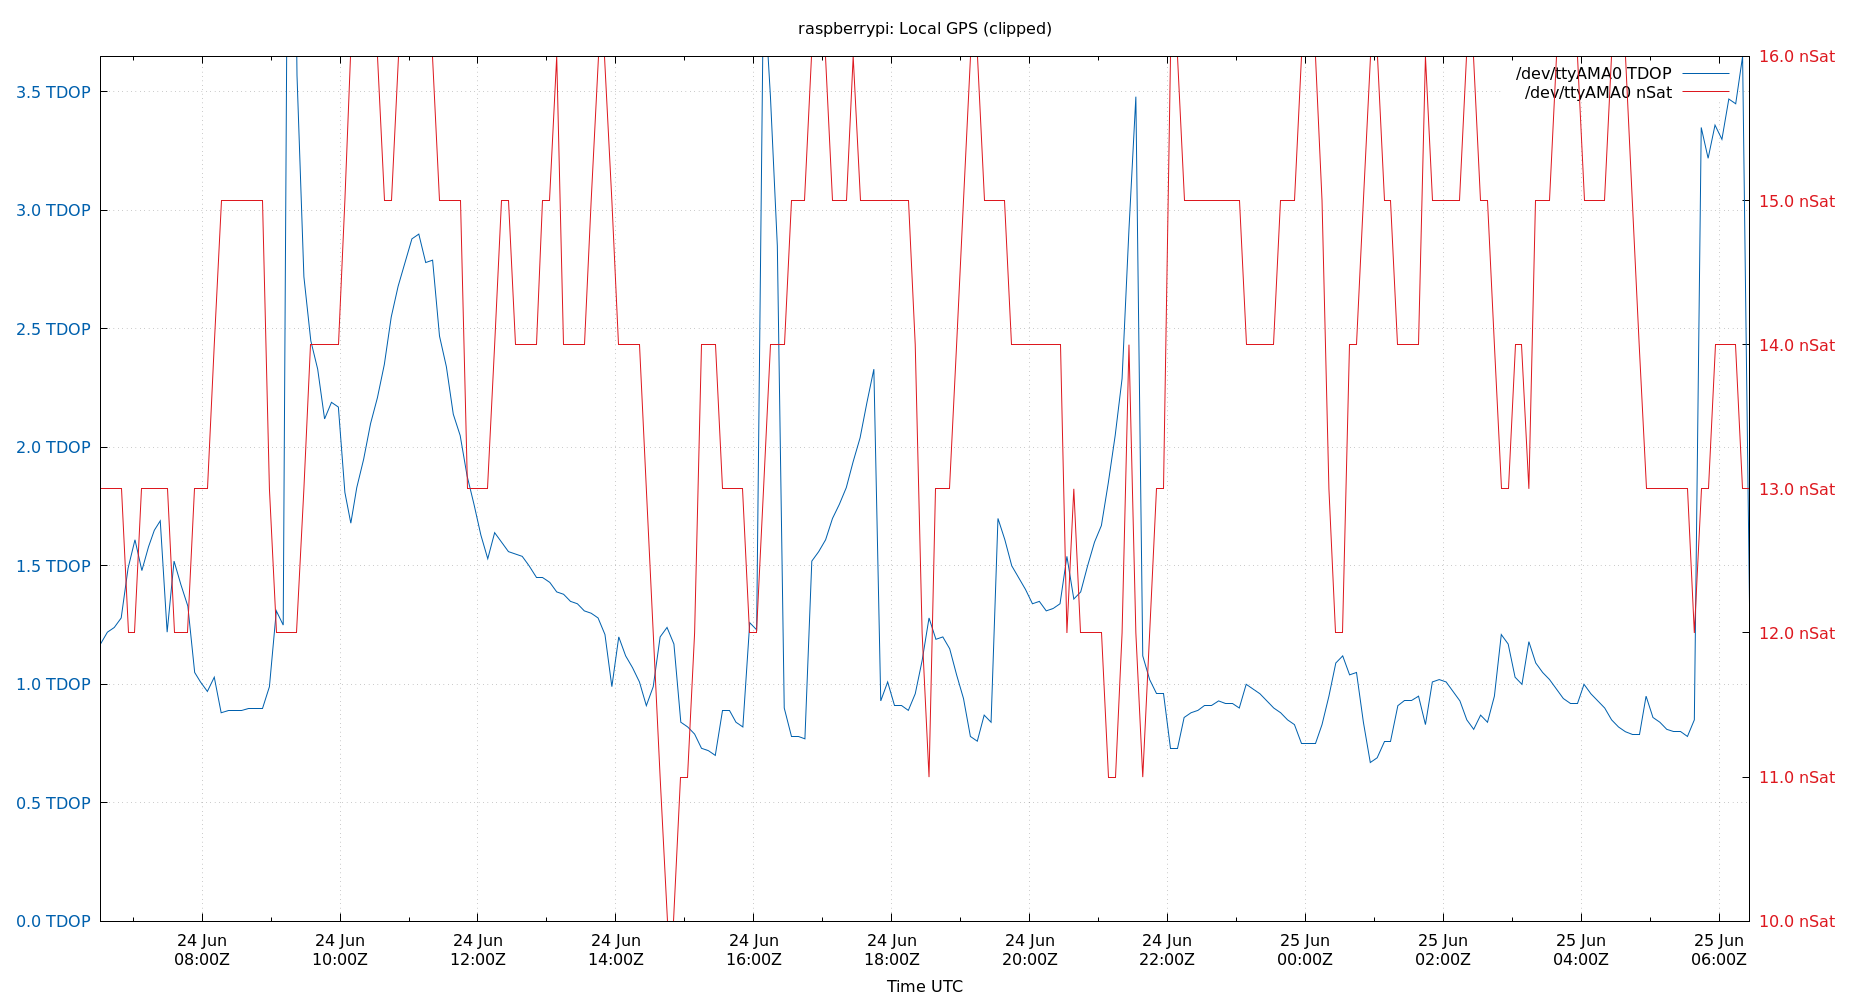 raspberrypi: Local GPS (clipped)
/dev/ttyAMA0 TDOP
/dev/ttyAMA0 nSat
3.5 TDOP
3.0 TDOP
2.5 TDOP
2.0 TDOP
1.5 TDOP
1.0 TDOP
0.5 TDOP
0.0 TDOP
16.0 nSat
15.0 nSat
14.0 nSat
13.0 nSat
12.0 nSat
11.0 nSat
10.0 nSat
24 Jun
08:00Z
24 Jun
10:00Z
24 Jun
12:00Z
24 Jun
14:00Z
24 Jun
16:00Z
24 Jun
18:00Z
24 Jun
20:00Z
24 Jun
22:00Z
25 Jun
00:00Z
25 Jun
02:00Z
25 Jun
04:00Z
25 Jun
06:00Z
Time UTC